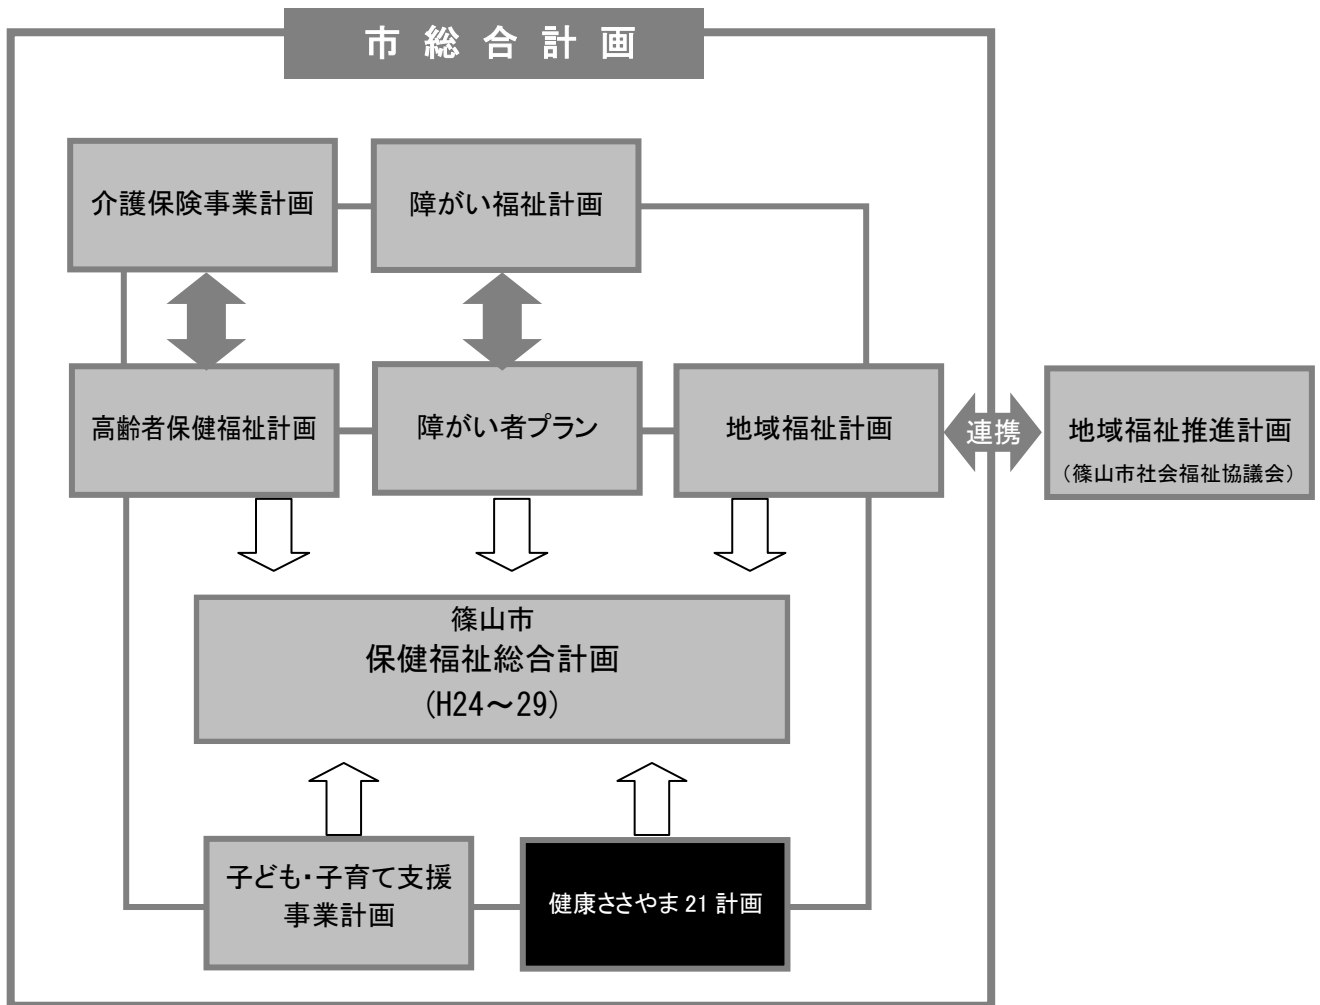 市総合計画
介護保険事業計画
障がい福祉計画
高齢者保健福祉計画
障がい者プラン
地域福祉計画
連携
地域福祉推進計画
（篠山市社会福祉協議会）
篠山市
保健福祉総合計画
(H24～29)
子ども・子育て支援
事業計画
健康ささやま 21 計画